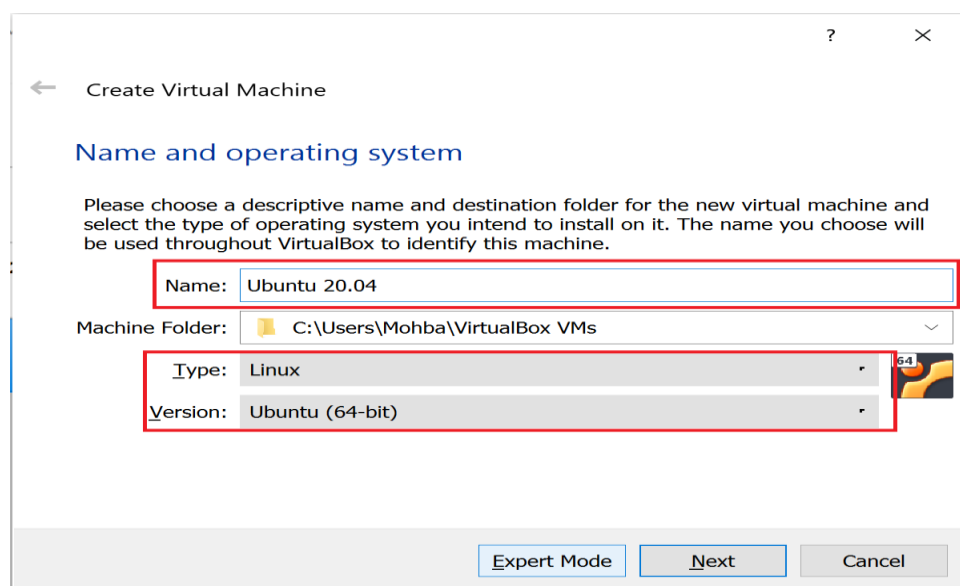 ?
Create Virtual Machine
Name and operating system
Please choose a descriptive name and destination folder for the new virtual machine and
select the type of operating system you intend to install on it. The name you choose will
be used throughout VirtualBox to identify this machine.
Name: Ubuntu 20.04
Machine Folder: C:\Users\Mohba\VirtualBox VMs
Type: Linux
64
Version: Ubuntu (64-bit)
Expert Mode Next Cancel